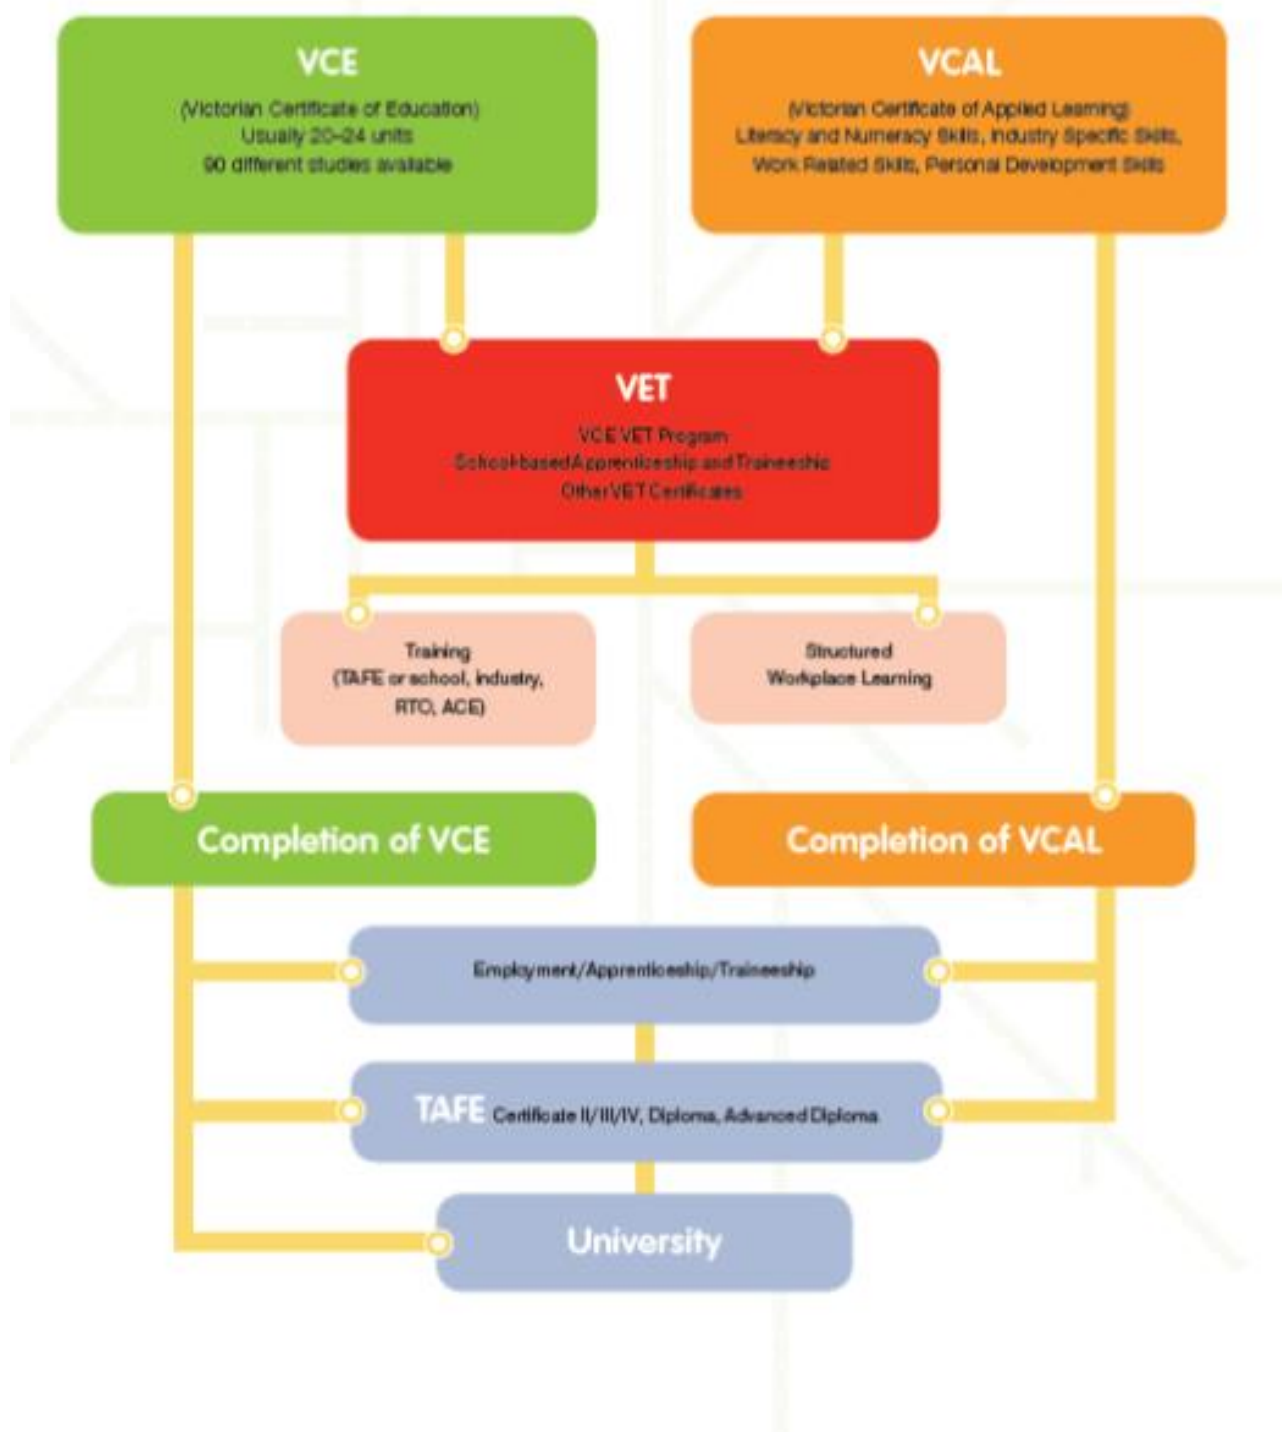 VCE
(Victorian Certificate of Education)
Usually 20–24 units
90 different studies available
VCAL
(Victorian Certificate of Applied Learning)
Literacy and Numeracy Skills, Industry Specific Skills,
Work Related Skills, Personal Development Skills
VET
VCE VET Program
School-based Apprenticeship and Traineeship
Other VET Certificates
Training
(TAFE or school, industry,
RTO, ACE)
Structured
Workplace Learning
Completion of VCE
Completion of VCAL
Employment/Apprenticeship/Traineeship
TAFE Certificate II/III/IV, Diploma, Advanced Diploma
University